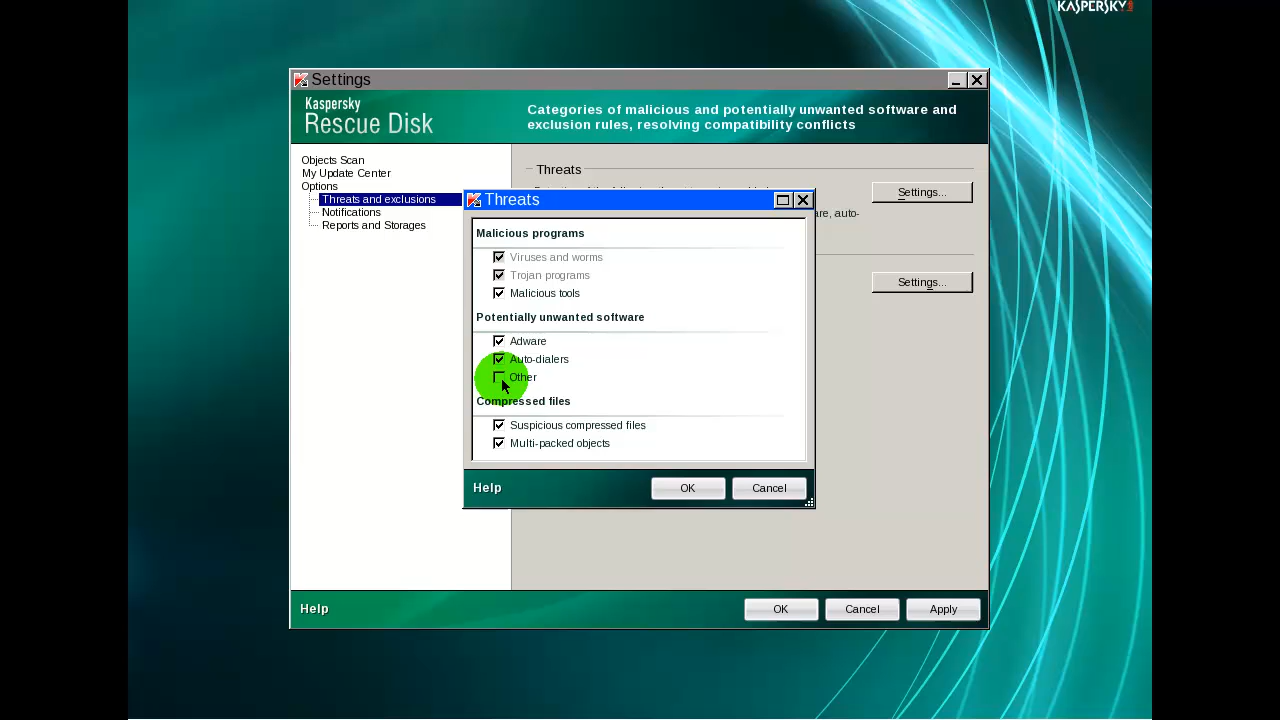 KASPERSKY
Settings
Kaspersky
Rescue Disk
Categories of malicious and potentially unwanted software and
exclusion rules, resolving compatibility conflicts
Objects Scan
My Update Center
Options
Threats and exclusions
Notifications
Reports and Storages
Threats
Settings...
auto-
Settings...
Threats
Malicious programs
Viruses and worms
Trojan programs
Malicious tools
Potentially unwanted software
Adware
Auto-dialers
Other
Compressed files
Suspicious compressed files
Multi-packed objects
Help
OK
Cancel
Help
OK
Cancel
Apply